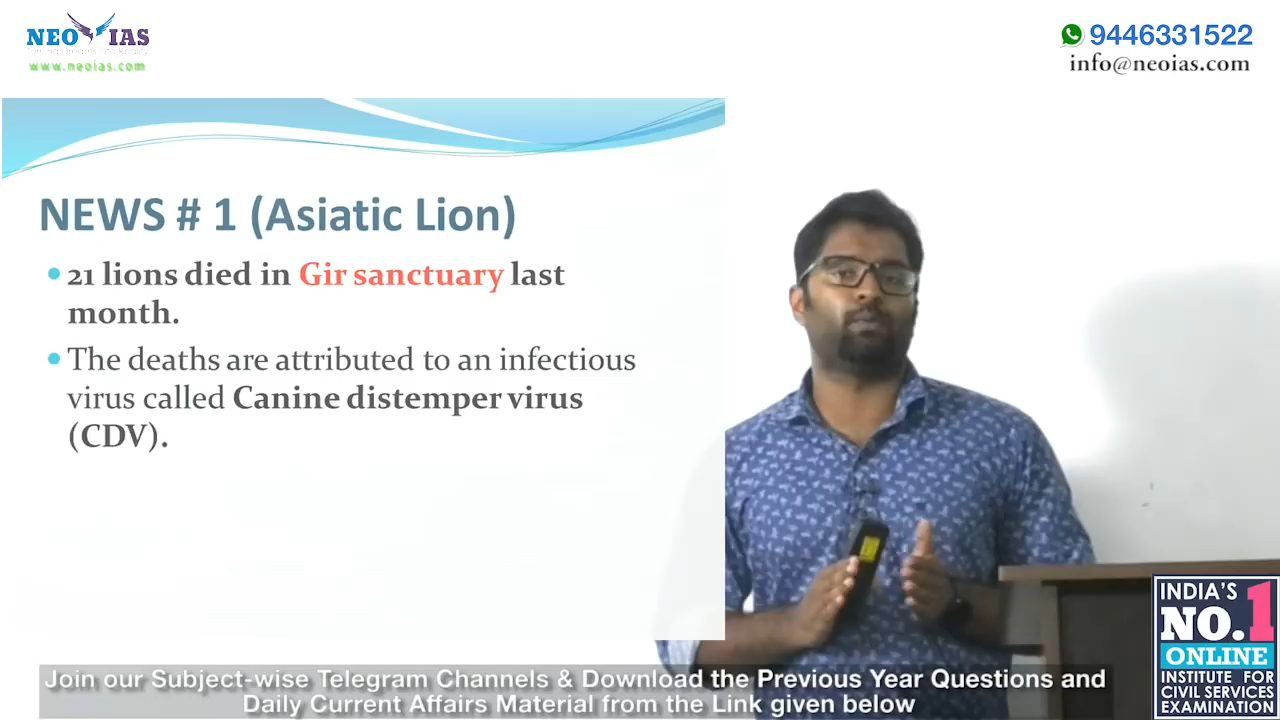 NEO IAS
www.neoias.com
9446331522
info@neoias.com
NEWS # 1 (Asiatic Lion)
21 lions died in Gir sanctuary last
month.
The deaths are attributed to an infectious
virus called Canine distemper virus
(CDV).
INDIA'S
NO.1
ONLINE
INSTITUTE FOR
CIVIL SERVICES
EXAMINATION
Join our Subject-wise Telegram Channels & Download the Previous Year Questions and
Daily Current Affairs Material from the Link given below